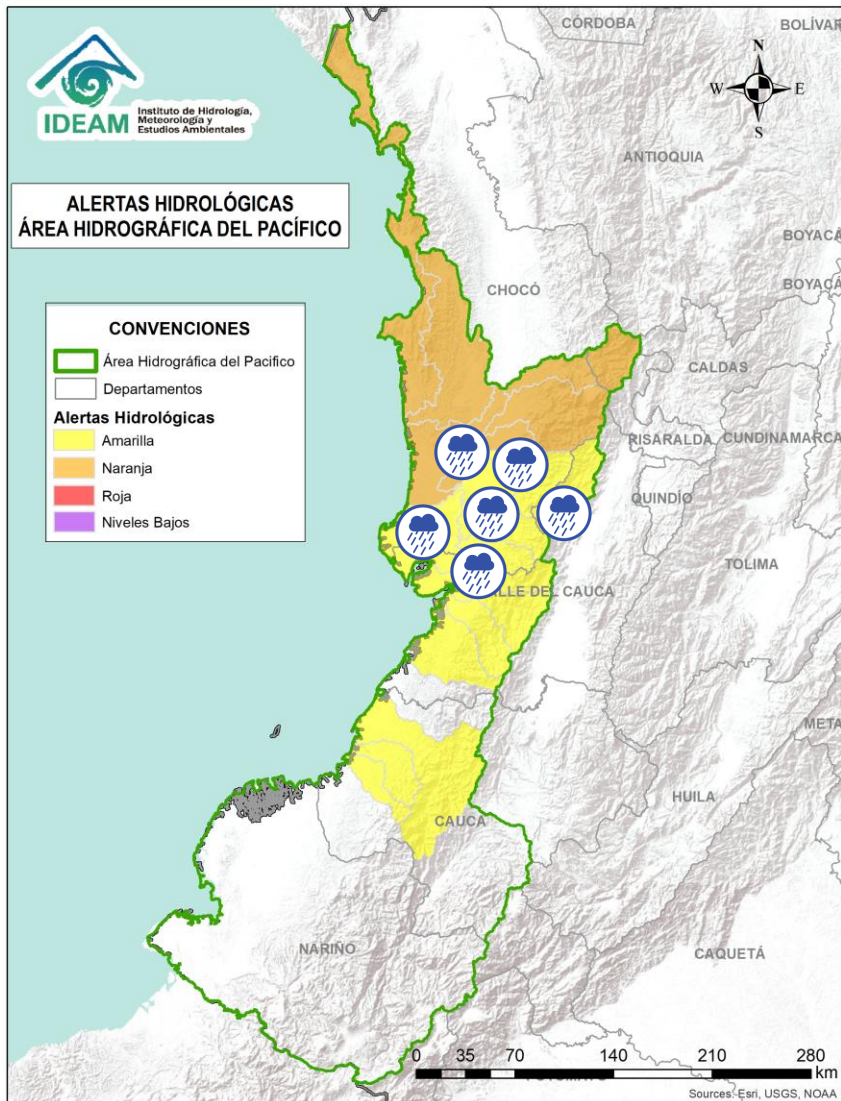 CÓRDOBA
BOLÍVAR
N
W
E
S
IDEAM
Instituto de Hidrología,
Meteorología y
Estudios Ambientales
ANTIOQUIA
ALERTAS HIDROLÓGICAS
ÁREA HIDROGRÁFICA DEL PACÍFICO
BOYACÁ
BOYACÁ
CHOCÓ
CONVENCIONES
Área Hidrográfica del Pacifico
Departamentos
Alertas Hidrológicas
Amarilla
Naranja
Roja
Niveles Bajos
CALDAS
RISARALDA
CUNDINAMARCA
QUINDÍO
TOLIMA
ALLE DEL CAUCA
META
HUILA
CAUCA
NARIÑO
CAQUETÁ
0 35 70 140 210 280
km
Sources: Esri, USGS, NOAA